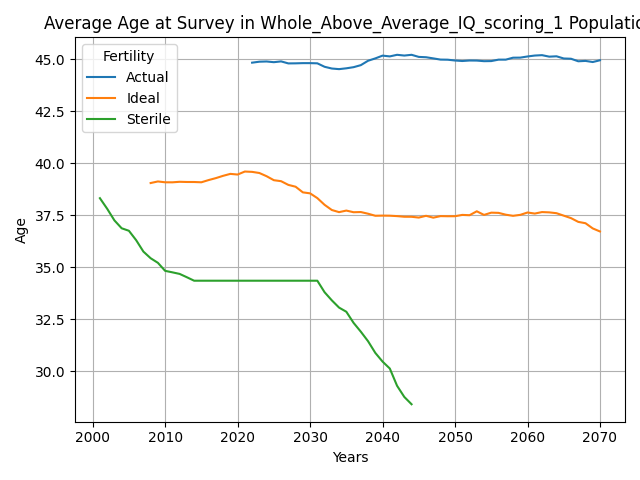 Average Age at Survey in Whole_Above_Average_IQ_scoring_1 Populatio
Fertility
Actual
Ideal
Sterile
45.0
42.5
40.0
37.5
35.0
32.5
30.0
Age
2000 2010 2020 2030 2040 2050 2060 2070
Years